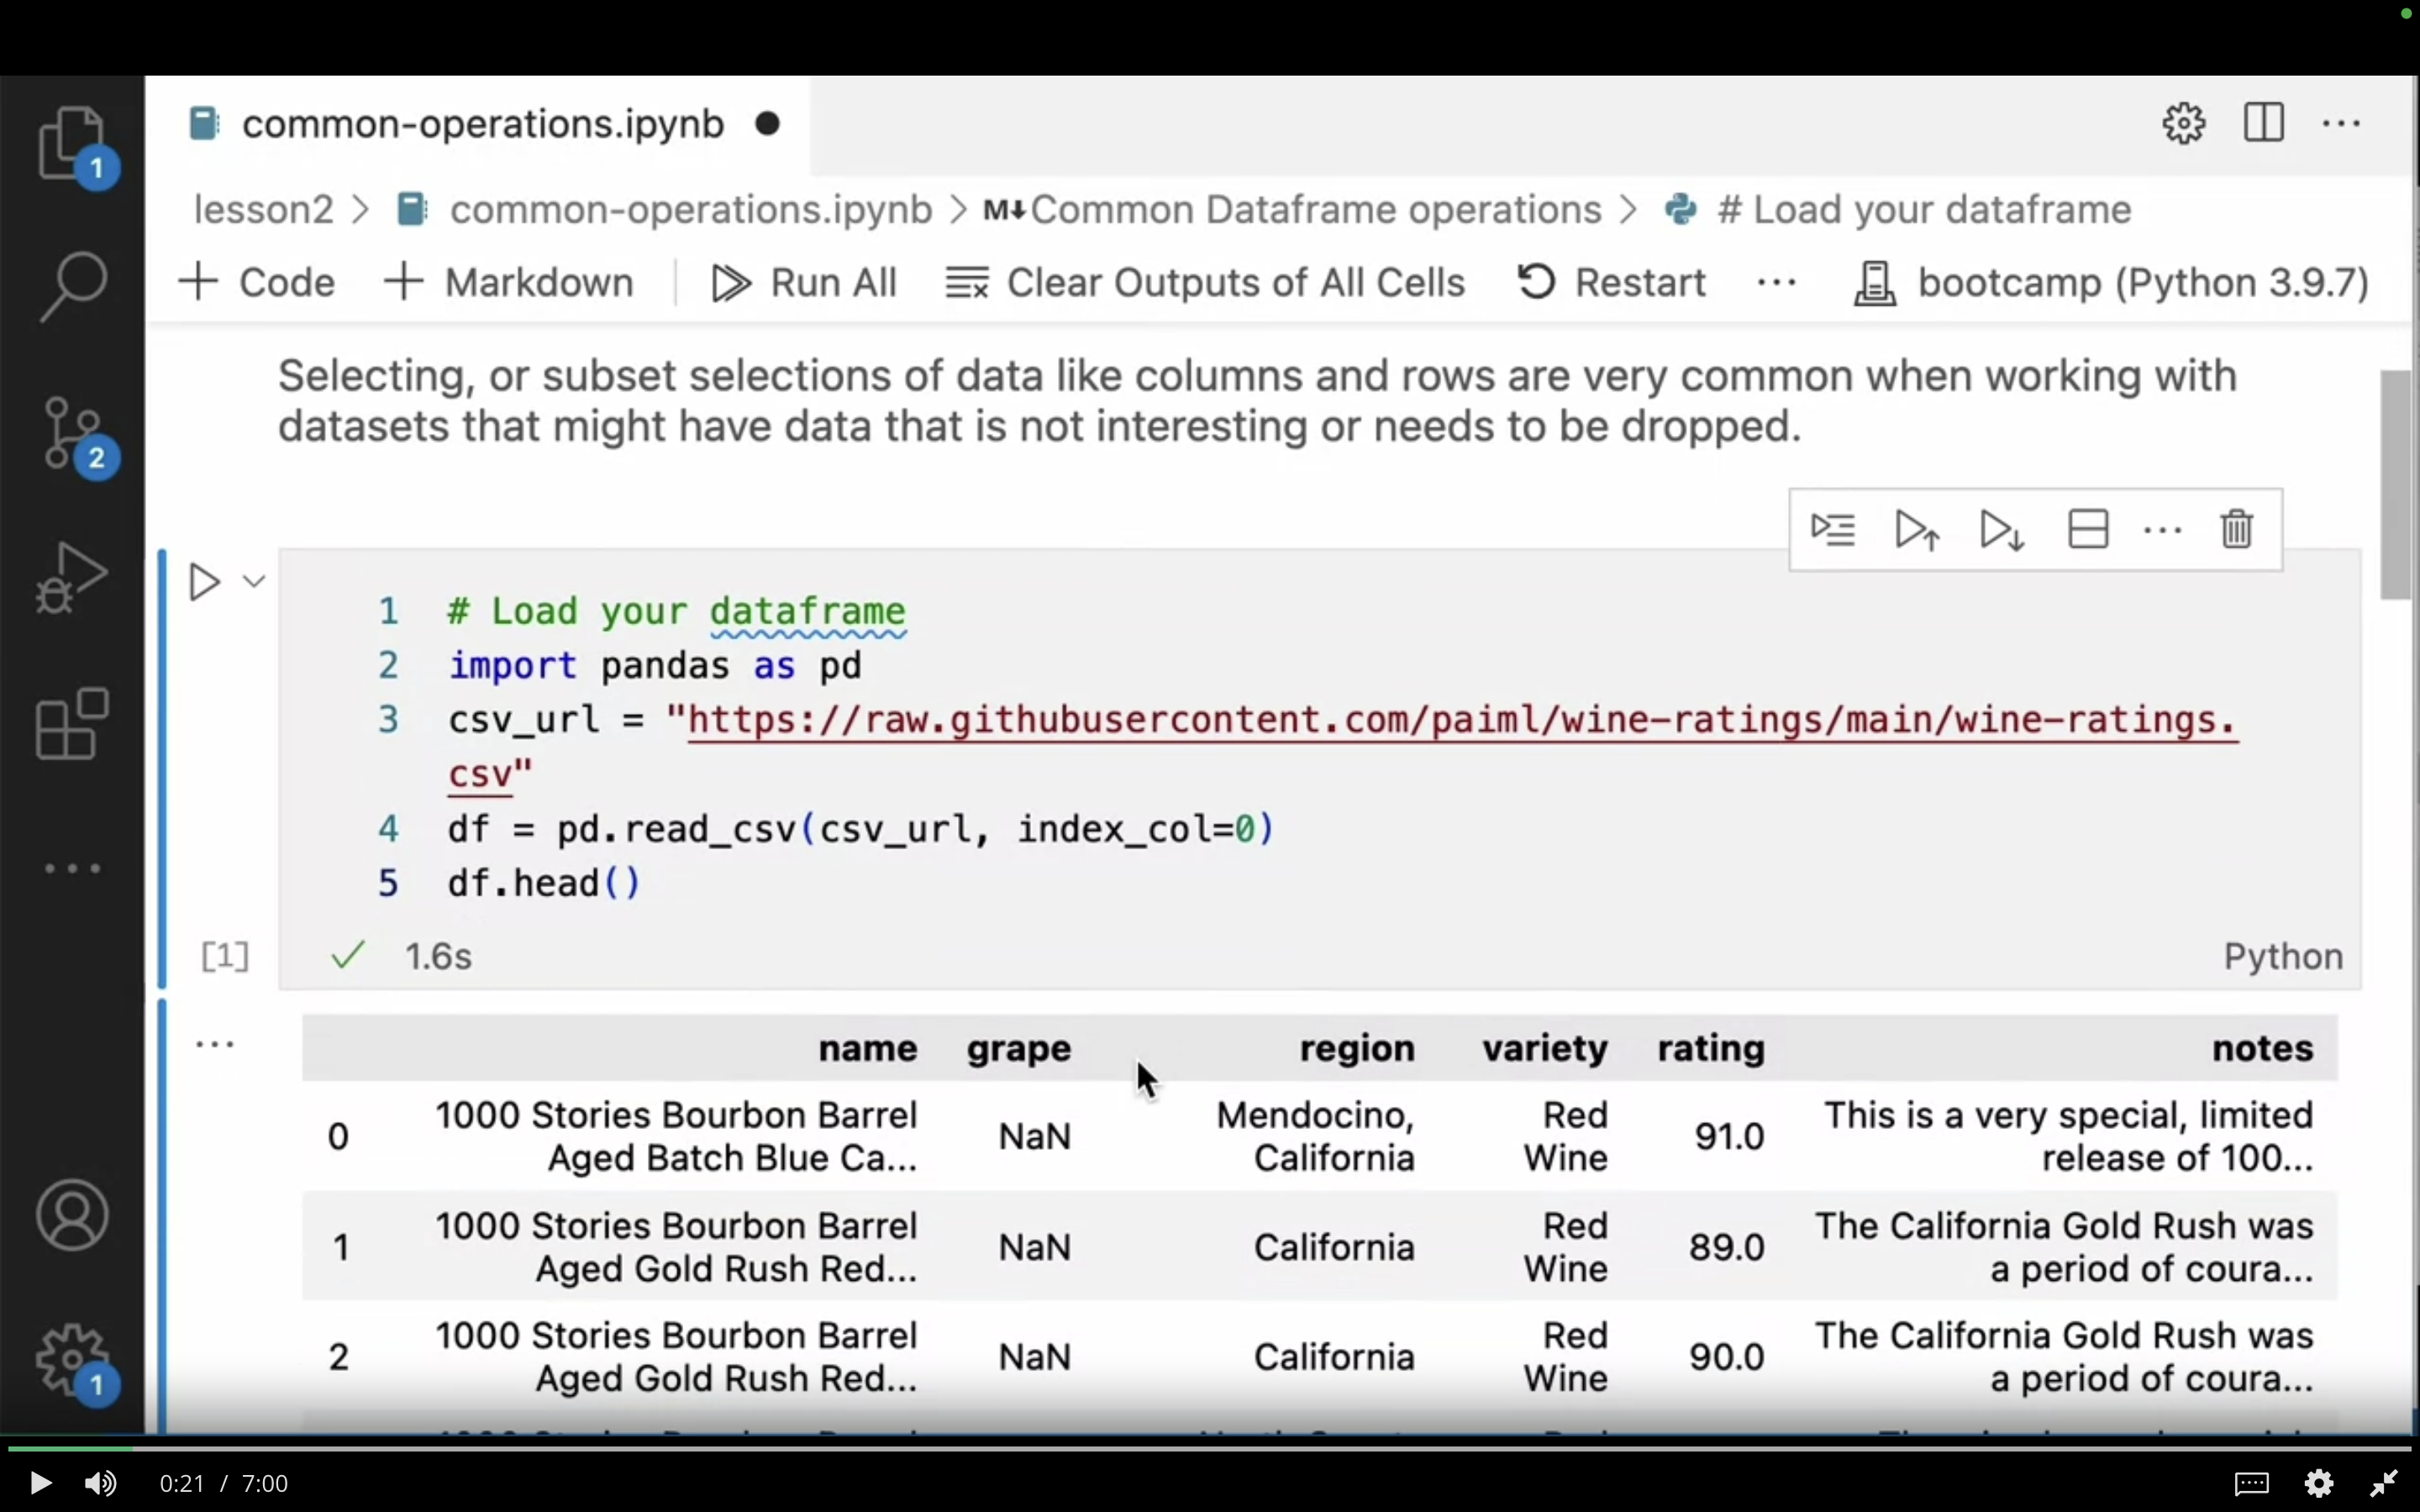 common-operations.ipynb
1
lesson2 > common-operations.ipynb > M↓ Common Dataframe operations > # Load your dataframe
+ Code + Markdown Run All Clear Outputs of All Cells Restart ... bootcamp (Python 3.9.7)
Selecting, or subset selections of data like columns and rows are very common when working with
datasets that might have data that is not interesting or needs to be dropped.
2
1 # Load your dataframe
2 import pandas as pd
3 csv_url = "https://raw.githubusercontent.com/paiml/wine-ratings/main/wine-ratings.
csv"
4 df = pd.read_csv(csv_url, index_col=0)
5 df.head()
[1] 1.6s Python
... name grape region variety rating notes
0 1000 Stories Bourbon Barrel Aged Batch Blue Ca... NaN Mendocino, California Red Wine 91.0 This is a very special, limited release of 100...
1 1000 Stories Bourbon Barrel Aged Gold Rush Red... NaN California Red Wine 89.0 The California Gold Rush was a period of coura...
2 1000 Stories Bourbon Barrel Aged Gold Rush Red... NaN California Red Wine 90.0 The California Gold Rush was a period of coura...
1
0:21 / 7:00